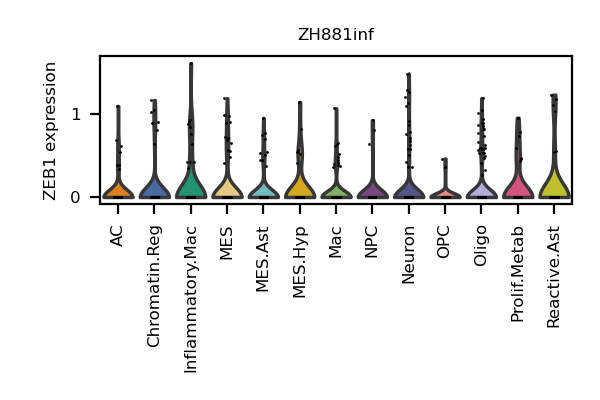 ZH881inf
ZEB1 expression
1
0
AC
Chromatin.Reg
Inflammatory.Mac
MES
MES.Ast
MES.Hyp
Mac
NPC
Neuron
OPC
Oligo
Prolif.Metab
Reactive.Ast